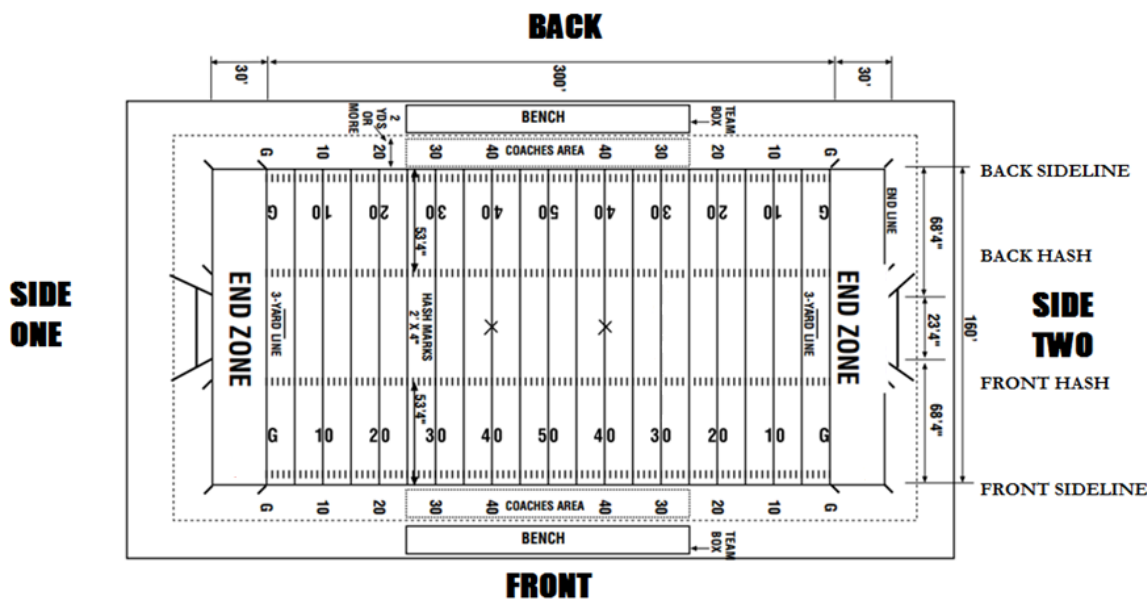 BACK
30'
300'
30'
BENCH
TEAM
BOX
2
YDS
OR
MORE
COACHES AREA
G 10 20 30 40 40 30 20 10 G
BACK SIDELINE
G 10 20 30 40 50 40 30 20 10 G
END LINE
68'4"
53'4"
BACK HASH
SIDE
ONE
END ZONE
3-YARD LINE
HASH MARKS
2' X 4"
3-YARD LINE
END ZONE
23'4"
160'
SIDE
TWO
FRONT HASH
53'4"
68'4"
G 10 20 30 40 50 40 30 20 10 G
FRONT SIDELINE
G 10 20 30 40 40 30 20 10 G
COACHES AREA
BENCH
TEAM
BOX
FRONT